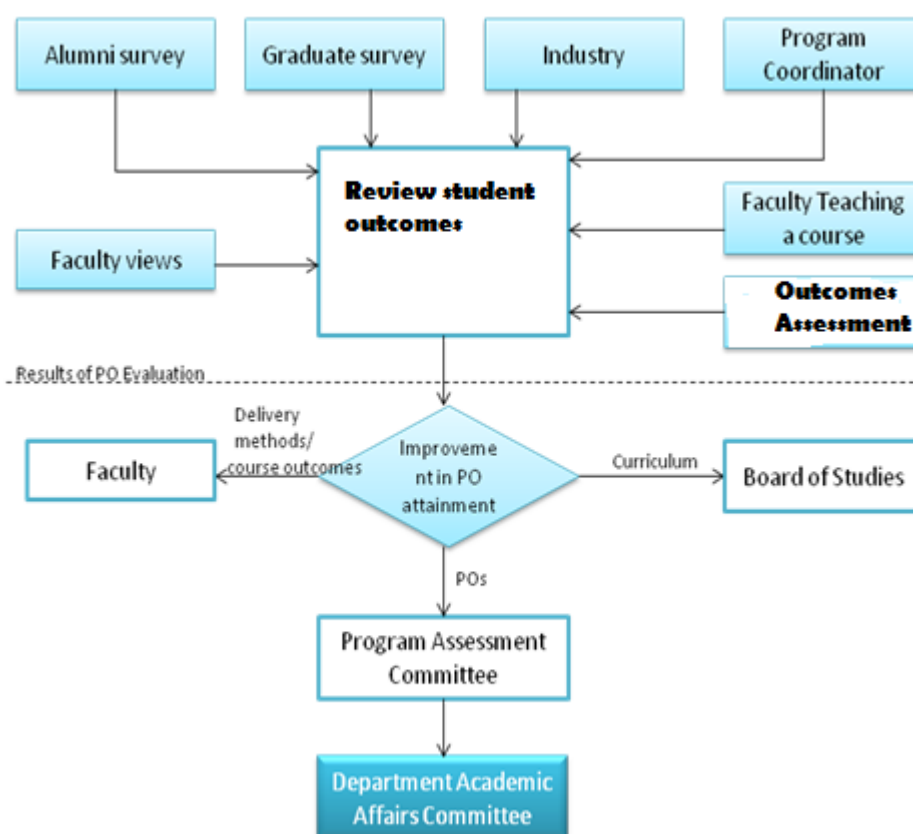 Alumni survey
Graduate survey
Industry
Program
Coordinator
Review student
outcomes
Faculty Teaching
a course
Faculty views
Outcomes
Assessment
Results of PO Evaluation
Delivery
methods/
course outcomes
Faculty
Improveme
nt in PO
attainment
Curriculum
Board of Studies
POs
Program Assessment
Committee
Department Academic
Affairs Committee